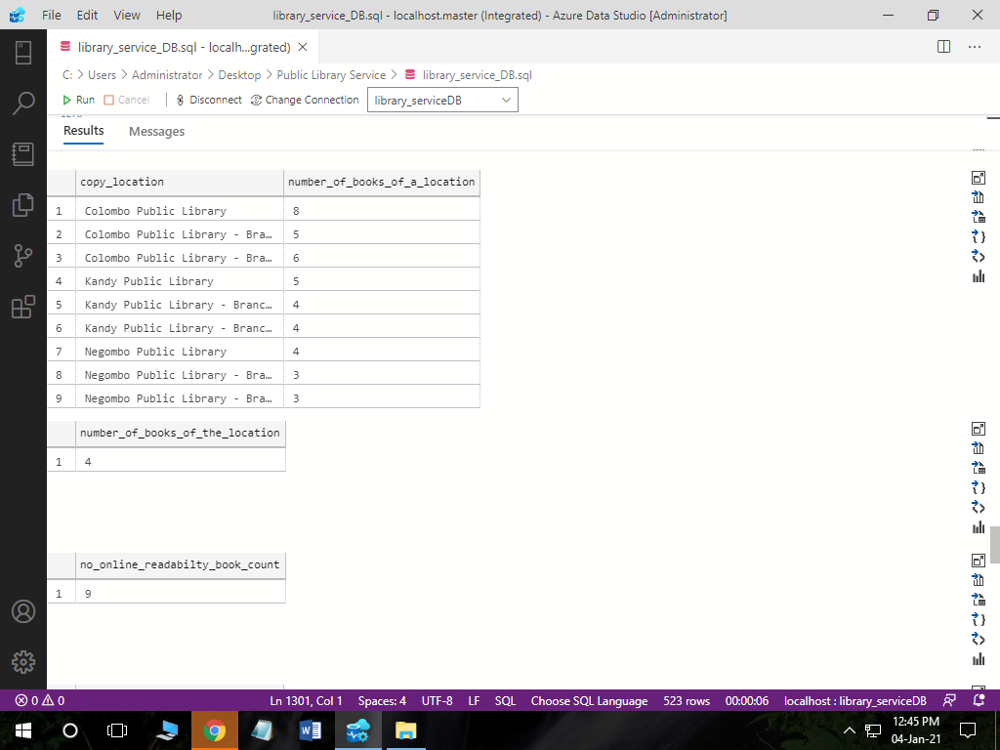 File Edit View Help library_service_DB.sql - localhost.master (Integrated) - Azure Data Studio [Administrator]
library_service_DB.sql - localh...grated)
C: > Users > Administrator > Desktop > Public Library Service > library_service_DB.sql
Run Cancel Disconnect Change Connection library_serviceDB
Results Messages
copy_location number_of_books_of_a_location
1 Colombo Public Library 8
2 Colombo Public Library - Bra… 5
3 Colombo Public Library - Bra… 6
4 Kandy Public Library 5
5 Kandy Public Library - Branc… 4
6 Kandy Public Library - Branc… 4
7 Negombo Public Library 4
8 Negombo Public Library - Bra… 3
9 Negombo Public Library - Bra… 3
number_of_books_of_the_location
1 4
no_online_readabilty_book_count
1 9
0 0 Ln 1301, Col 1 Spaces: 4 UTF-8 LF SQL Choose SQL Language 523 rows 00:00:06 localhost : library_serviceDB
12:45 PM
04-Jan-21